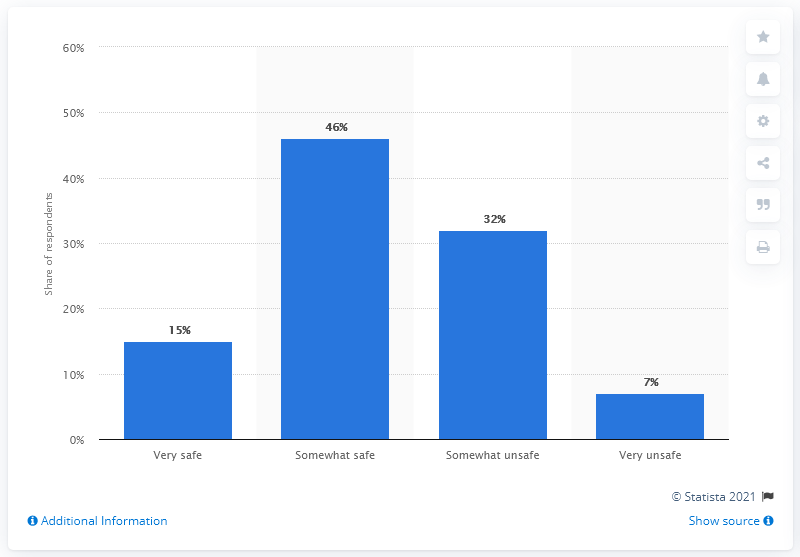 60%
50%
40%
30%
20%
10%
0%
Share of respondents
15%
46%
32%
7%
Very safe
Somewhat safe
Somewhat unsafe
Very unsafe
© Statista 2021
Additional Information
Show source